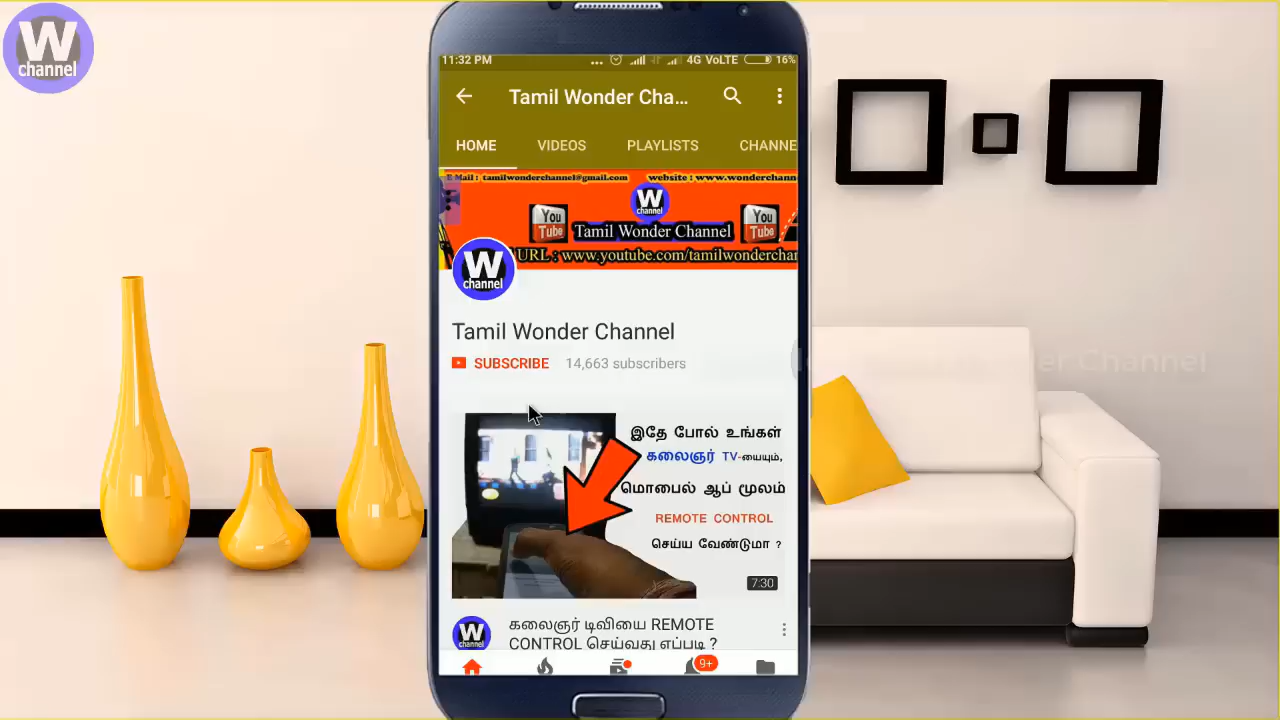 W
channel
11:32 PM
4G VoLTE
16%
Tamil Wonder Cha...
HOME VIDEOS PLAYLISTS CHANNE
E Mail : tamilwonderchannel@gmail.com website : www.wonderchann
W
channel
You
Tube
Tamil Wonder Channel
You
Tube
URL : www.youtube.com/tamilwonderchan
W
channel
Tamil Wonder Channel
SUBSCRIBE 14,663 subscribers
Wonder Channel
இதே போல் உங்கள்
கலைஞர் TV-யையும்,
மொபைல் ஆப் மூலம்
REMOTE CONTROL
செய்ய வேண்டுமா ?
7:30
W
channel
கலைஞர் டிவியை REMOTE
CONTROL செய்வது எப்படி ?
9+